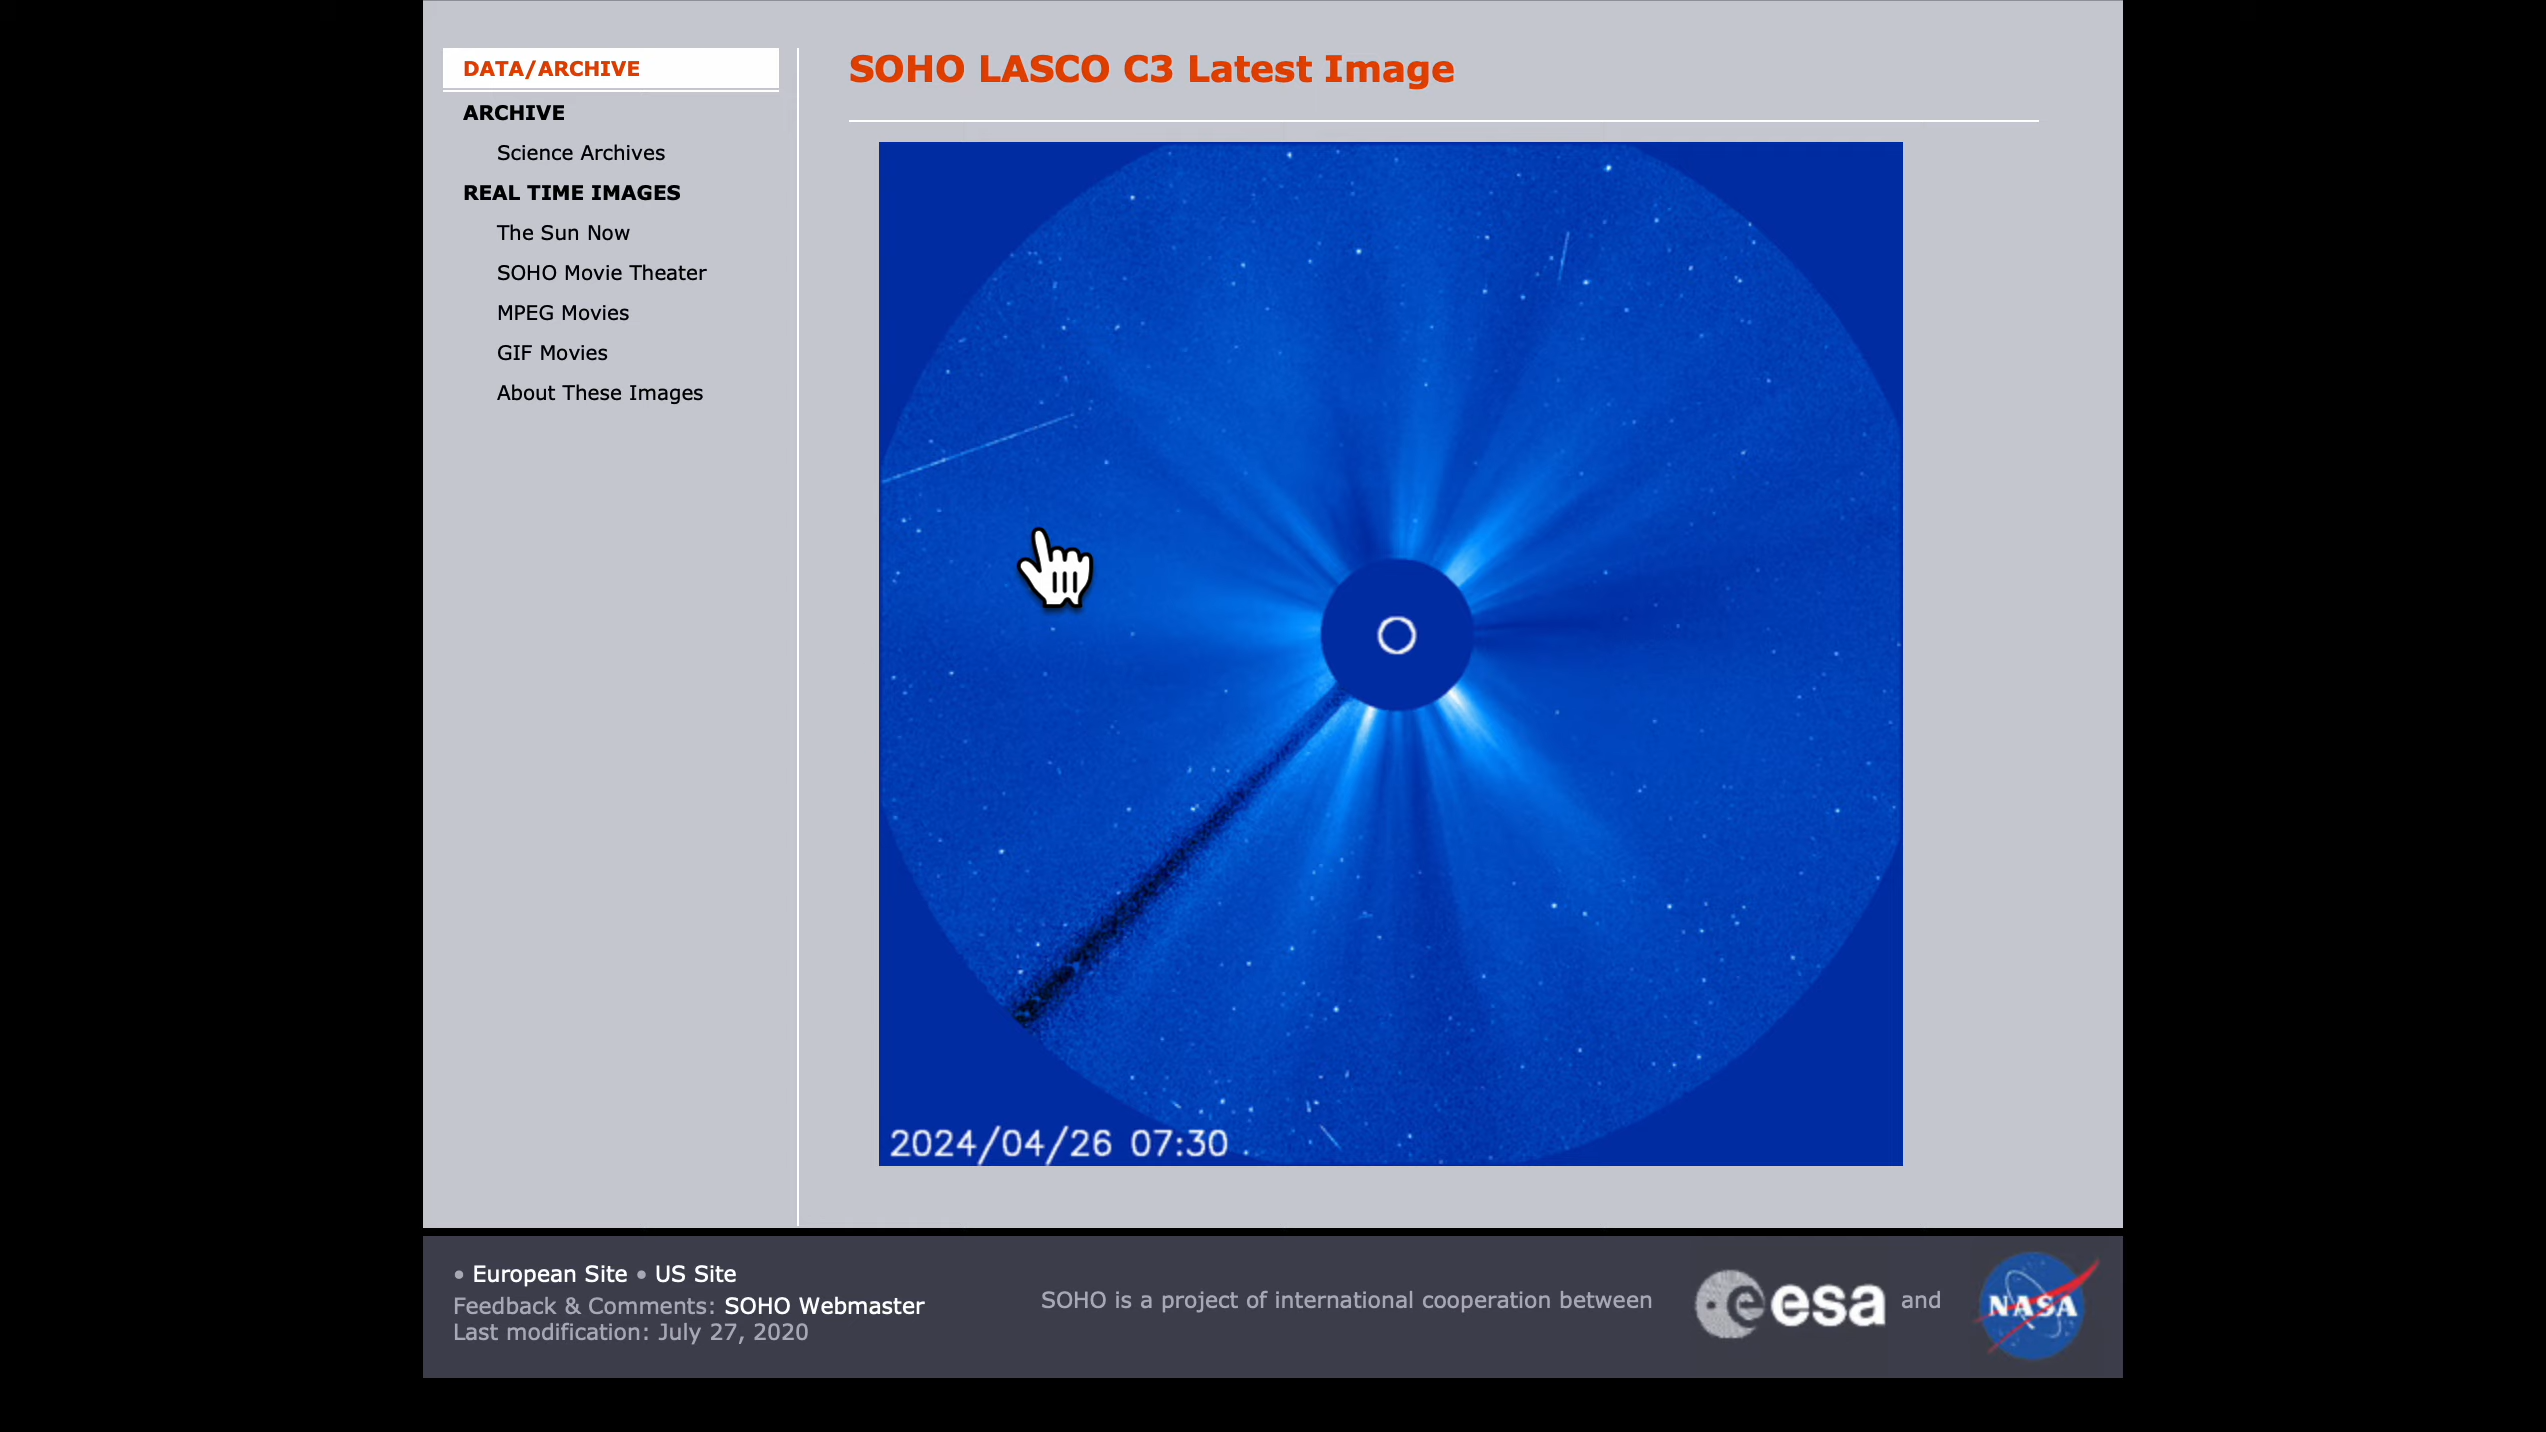 DATA/ARCHIVE
ARCHIVE
Science Archives
REAL TIME IMAGES
The Sun Now
SOHO Movie Theater
MPEG Movies
GIF Movies
About These Images
SOHO LASCO C3 Latest Image
2024/04/26 07:30
• European Site • US Site
Feedback & Comments: SOHO Webmaster
Last modification: July 27, 2020
SOHO is a project of international cooperation between esa and NASA